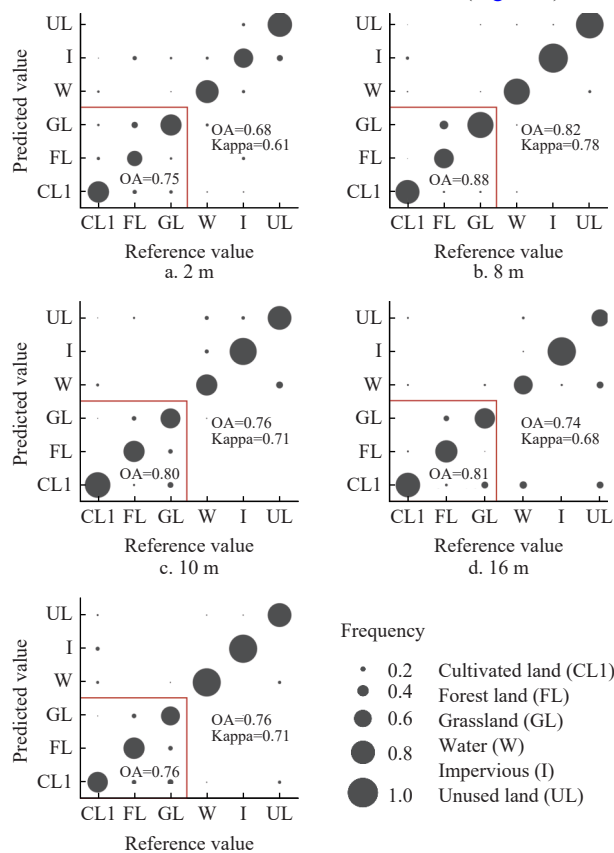 UL
I
W
GL
FL
CL1
Predicted value
OA=0.68
Kappa=0.61
OA=0.75
CL1 FL GL W I UL
Reference value
a. 2 m
UL
I
W
GL
FL
CL1
OA=0.82
Kappa=0.78
OA=0.88
CL1 FL GL W I UL
Reference value
b. 8 m
UL
I
W
GL
FL
CL1
Predicted value
OA=0.76
Kappa=0.71
OA=0.80
CL1 FL GL W I UL
Reference value
c. 10 m
UL
I
W
GL
FL
CL1
OA=0.74
Kappa=0.68
OA=0.81
CL1 FL GL W I UL
Reference value
d. 16 m
UL
I
W
GL
FL
CL1
Predicted value
OA=0.76
Kappa=0.71
OA=0.76
CL1 FL GL W I UL
Reference value
Frequency
0.2 Cultivated land (CL1)
0.4 Forest land (FL)
0.6 Grassland (GL)
0.8 Water (W)
Impervious (I)
1.0 Unused land (UL)